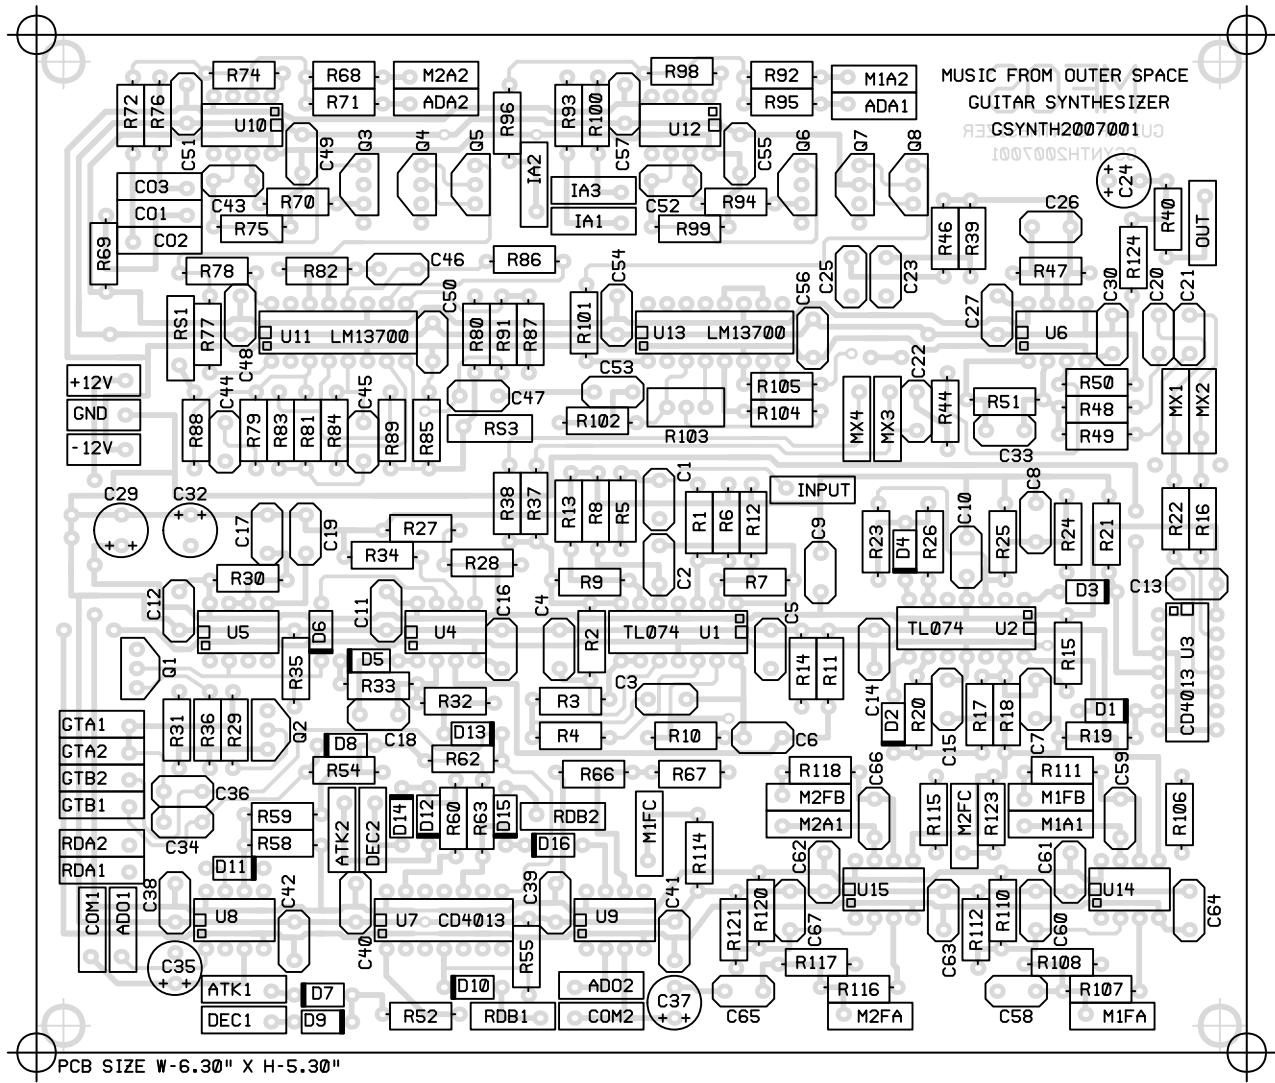 MUSIC FROM OUTER SPACE
GUITAR SYNTHESIZER
GSYNTH2007001
R74
R68
M2A2
R98
R92
M1A2
R71
ADA2
R95
ADA1
R72
R76
U10
R96
R93
R100
U12
C51
C49
Q3
Q4
Q5
C57
C55
Q6
Q7
Q8
IA2
C24
CO3
C43
R70
IA3
C52
R94
R40
CO1
R75
IA1
R99
C26
OUT
CO2
R69
R46
R39
R124
R78
R82
C46
R86
C54
C25
C23
R47
RS1
R77
C48
U11 LM13700
C50
R80
R91
R87
R101
U13 LM13700
C56
C27
U6
C30
C20
C21
+12V
GND
-12V
C44
C45
C47
C53
R105
R104
C22
R50
R48
R49
R51
R88
R79
R83
R81
R84
R89
R85
RS3
R102
R103
MX4
MX3
R44
C33
MX1
MX2
C29
C32
C17
C19
R27
R34
R28
R38
R37
R13
R8
R5
C1
R1
R6
R12
INPUT
C9
R23
D4
R26
C10
R25
C8
R24
R21
R22
R16
R30
R9
C2
R7
D3
C13
C12
U5
D6
C11
U4
C16
C4
R2
TL074 U1
C5
TL074 U2
CD4013 U3
Q1
R35
D5
R33
R14
R11
C14
R15
C18
R32
R3
C3
D2
R20
C15
R17
R18
C7
D1
R19
GTA1
GTA2
GTB2
GTB1
R31
R36
R29
Q2
D8
D13
R4
R10
C6
R54
R62
R66
R67
R118
C66
R111
C59
C36
C34
R59
R58
ATK2
DEC2
D14
D12
R60
R63
D15
RDB2
D16
M1FC
R114
M2FB
M2A1
R115
M2FC
R123
M1FB
M1A1
R106
RDA2
RDA1
D11
C38
U8
C42
C40
U7 CD4013
C39
U9
C41
R121
R120
C62
C67
U15
C63
R112
R110
C61
C60
U14
C64
COM1
ADO1
C35
R55
R117
R108
ATK1
DEC1
D7
D9
D10
R52
RDB1
ADO2
COM2
C37
C65
R116
M2FA
C58
R107
M1FA
PCB SIZE W-6.30" X H-5.30"